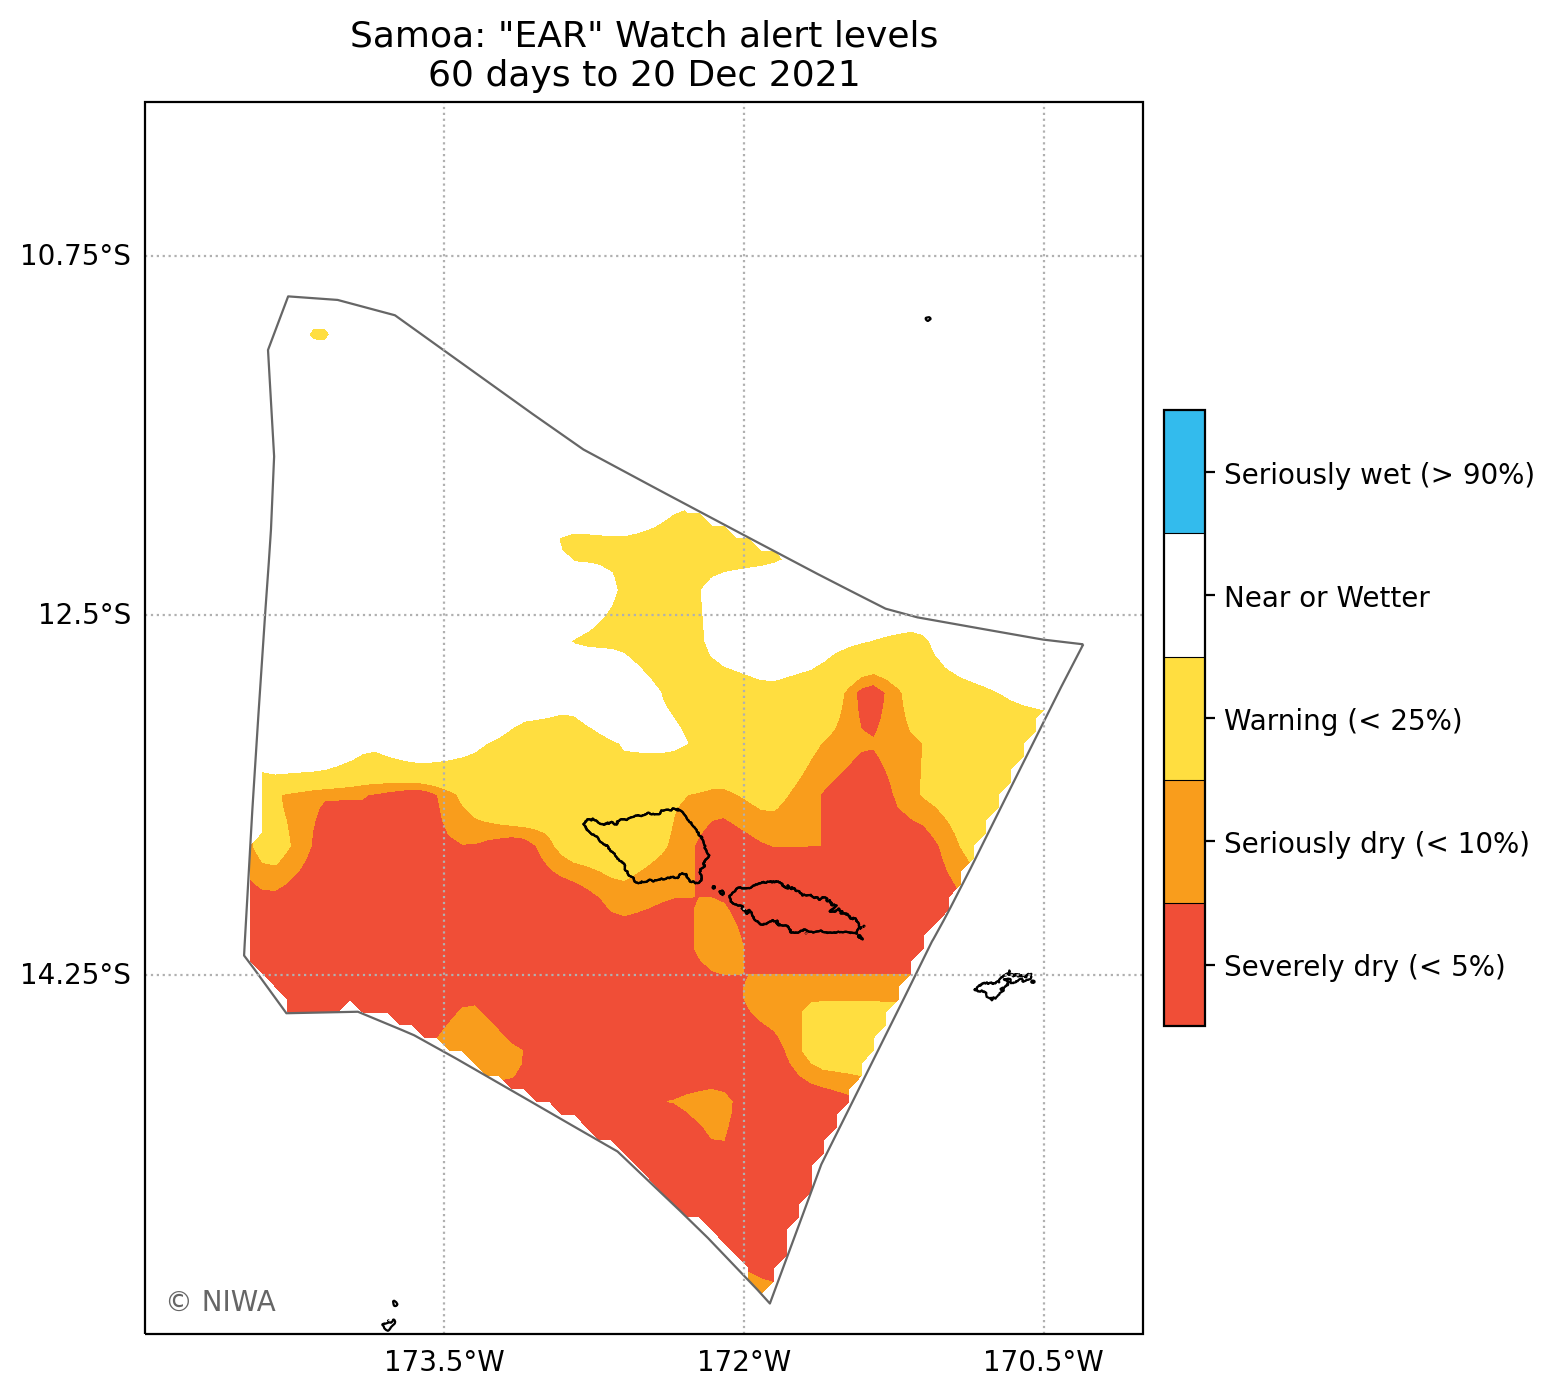 Samoa: "EAR" Watch alert levels
60 days to 20 Dec 2021
10.75°S
12.5°S
14.25°S
173.5°W
172°W
170.5°W
Seriously wet (> 90%)
Near or Wetter
Warning (< 25%)
Seriously dry (< 10%)
Severely dry (< 5%)
© NIWA